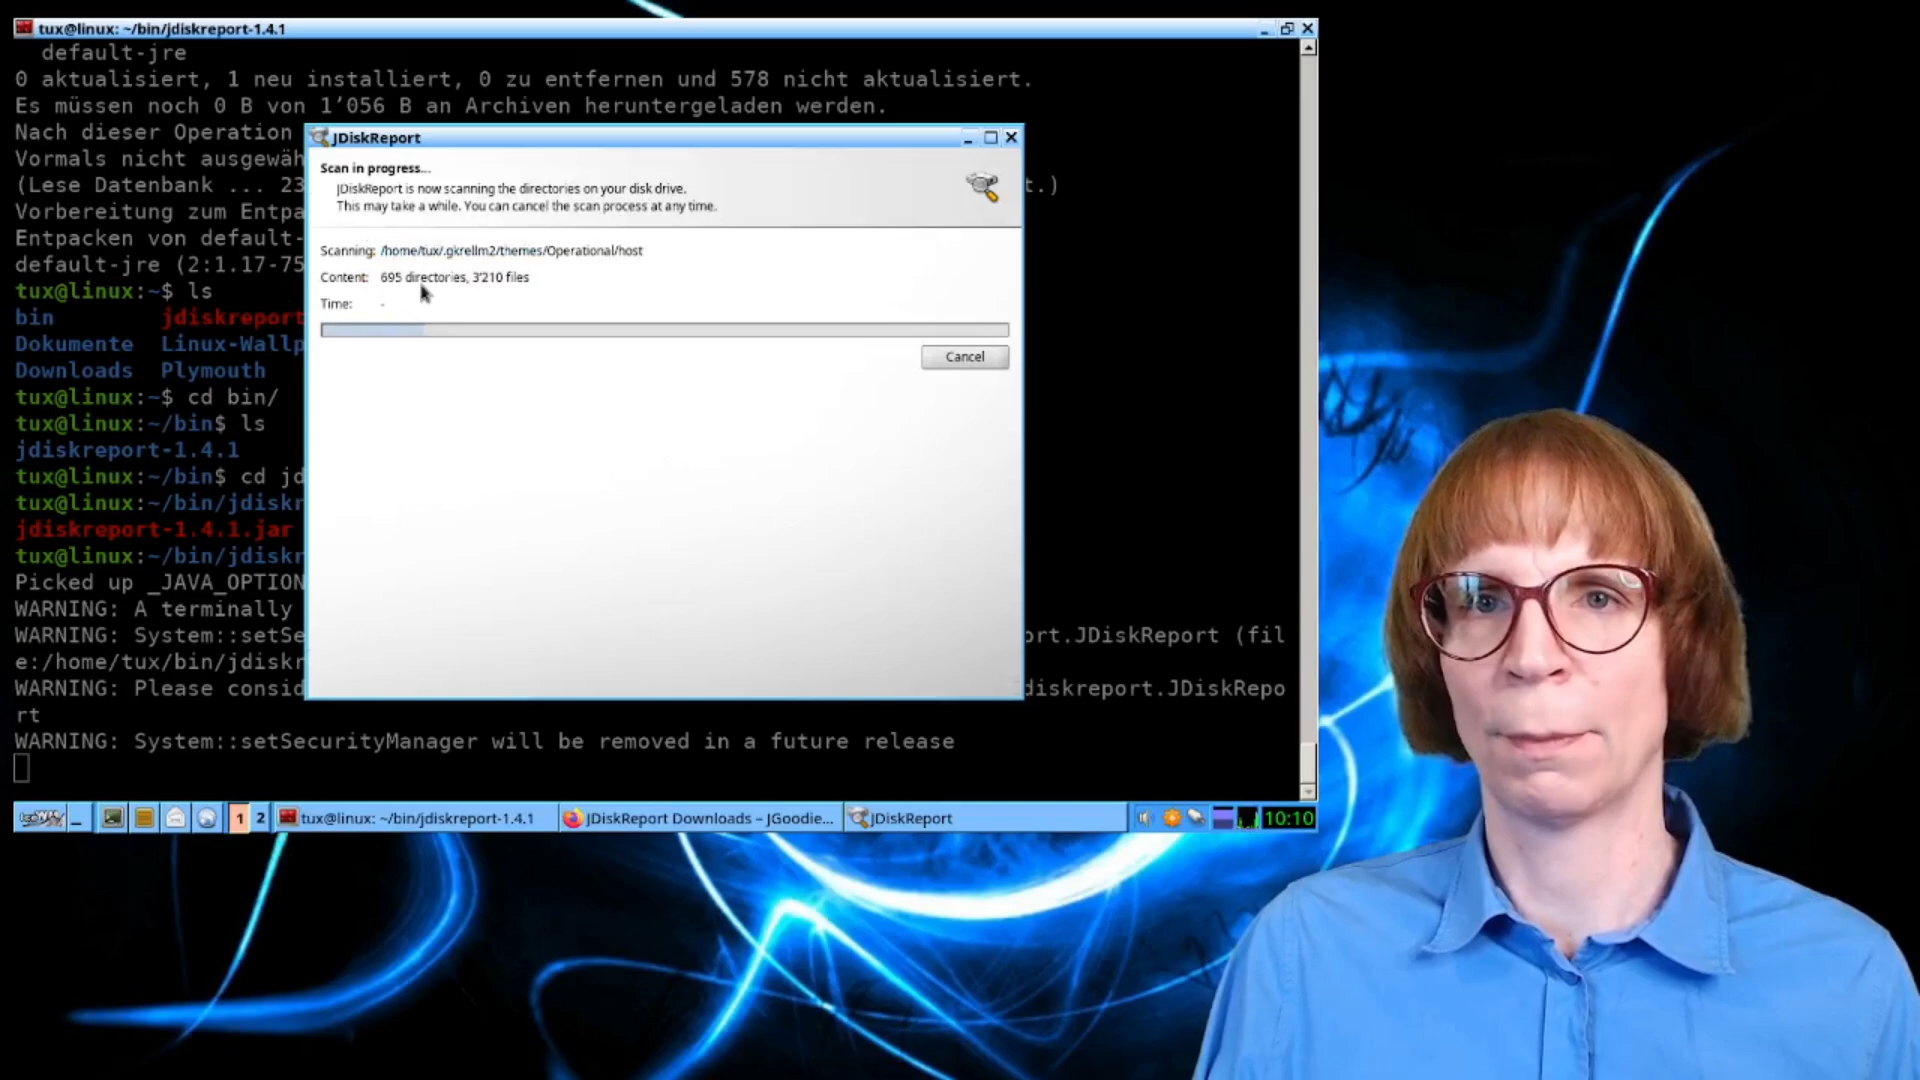 tux@linux: ~/bin/jdiskreport-1.4.1
default-jre
0 aktualisiert, 1 neu installiert, 0 zu entfernen und 578 nicht aktualisiert.
Es müssen noch 0 B von 1’056 B an Archiven heruntergeladen werden.
Nach dieser Operation
Vormals nicht ausgewäh
(Lese Datenbank ... 23
t.)
Vorbereitung zum Entpa
Entpacken von default-
default-jre (2:1.17-75
tux@linux:~$ ls
bin jdiskreport
Dokumente Linux-Wallp
Downloads Plymouth
tux@linux:~$ cd bin/
tux@linux:~/bin$ ls
jdiskreport-1.4.1
tux@linux:~/bin$ cd jd
tux@linux:~/bin/jdiskr
jdiskreport-1.4.1.jar
tux@linux:~/bin/jdiskr
Picked up _JAVA_OPTION
WARNING: A terminally
WARNING: System::setSe
rt.JDiskReport (fil
e:/home/tux/bin/jdiskr
WARNING: Please consid
diskreport.JDiskRepo
rt
WARNING: System::setSecurityManager will be removed in a future release
JDiskReport
Scan in progress...
JDiskReport is now scanning the directories on your disk drive.
This may take a while. You can cancel the scan process at any time.
Scanning: /home/tux/.gkrellm2/themes/Operational/host
Content: 695 directories, 3’210 files
Time: -
Cancel
1 2 tux@linux: ~/bin/jdiskreport-1.4.1 JDiskReport Downloads – JGoodie... JDiskReport 10:10